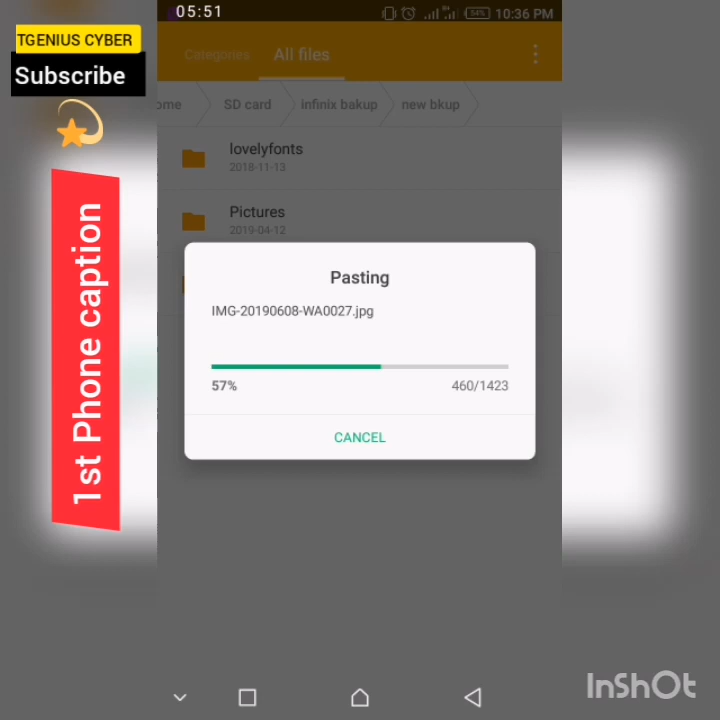 05:51
54%
10:36 PM
TGENIUS CYBER
Subscribe
1st Phone caption
Categories
All files
ome
SD card
infinix bakup
new bkup
lovelyfonts
2018-11-13
Pictures
2019-04-12
Pasting
IMG-20190608-WA0027.jpg
57%
460/1423
CANCEL
InShOt